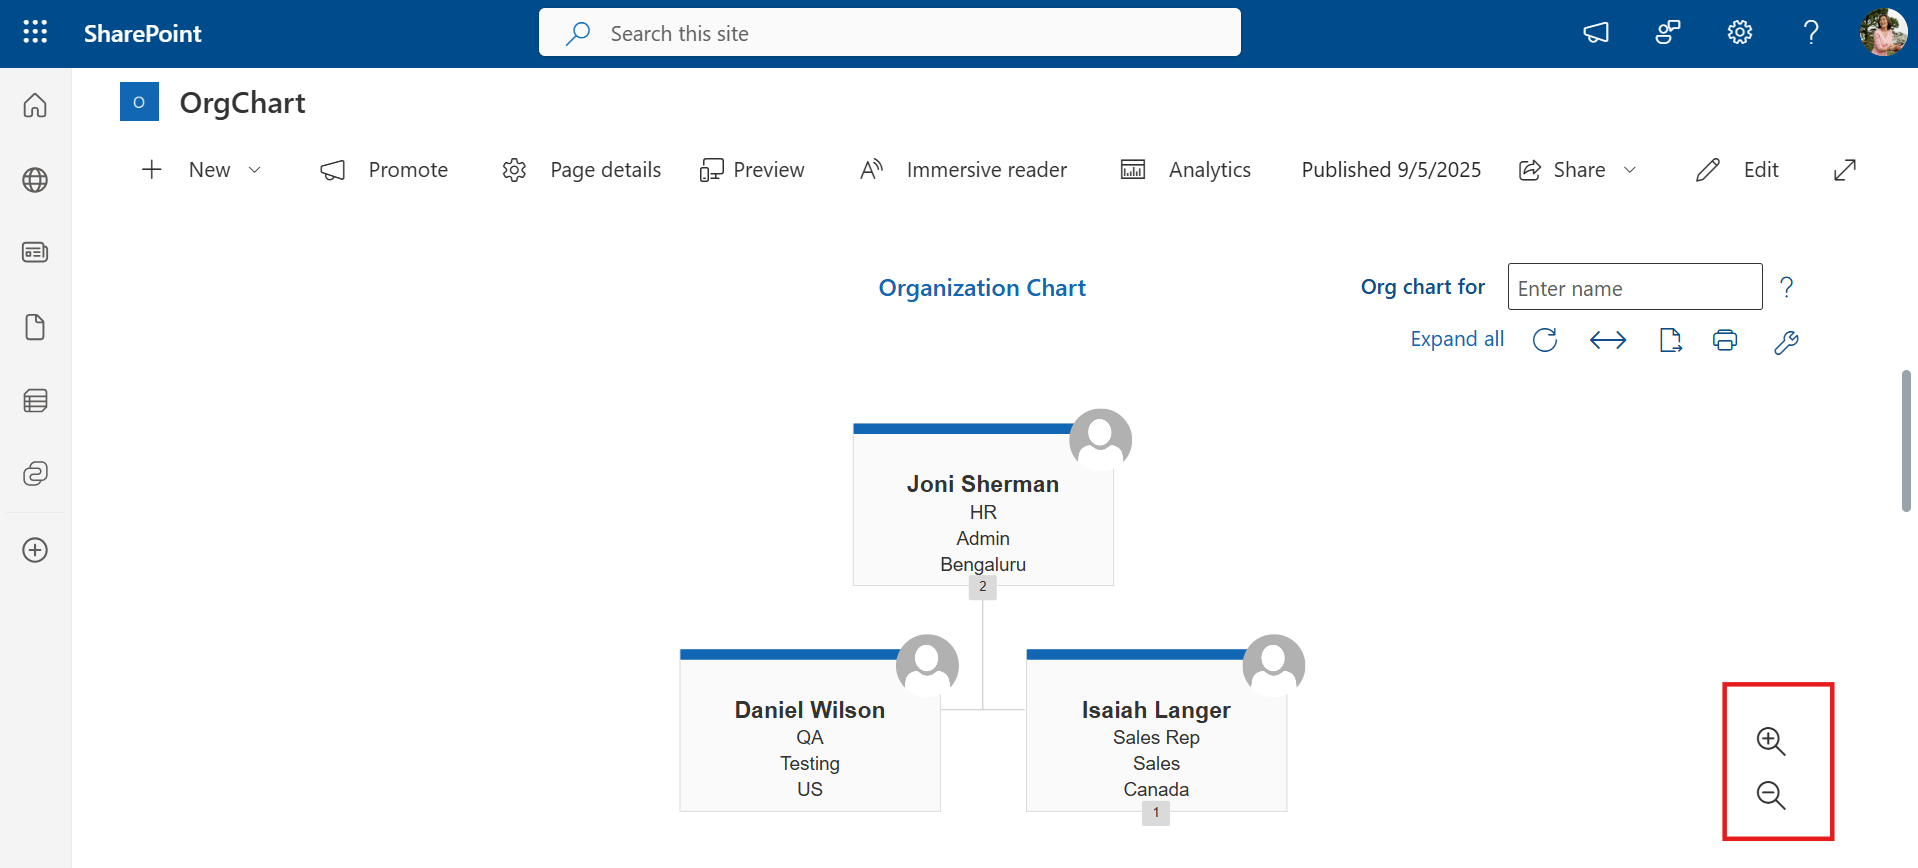 SharePoint
Search this site
O
OrgChart
New
Promote
Page details
Preview
Immersive reader
Analytics
Published 9/5/2025
Share
Edit
Organization Chart
Org chart for
Enter name
Expand all
Joni Sherman
HR
Admin
Bengaluru
2
Daniel Wilson
QA
Testing
US
Isaiah Langer
Sales Rep
Sales
Canada
1